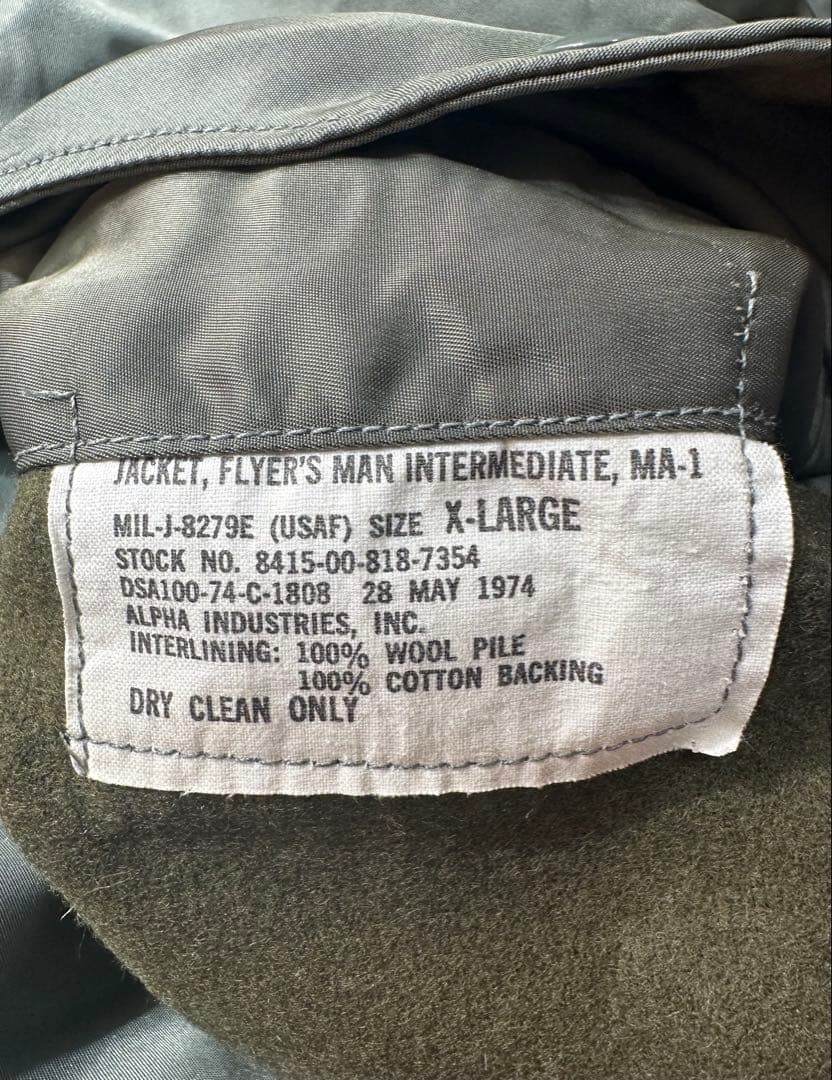 JACKET, FLYER'S MAN INTERMEDIATE, MA-1
MIL-J-8279E (USAF) SIZE X-LARGE
STOCK NO. 8415-00-818-7354
DSA100-74-C-1808 28 MAY 1974
ALPHA INDUSTRIES, INC.
INTERLINING: 100% WOOL PILE
100% COTTON BACKING
DRY CLEAN ONLY